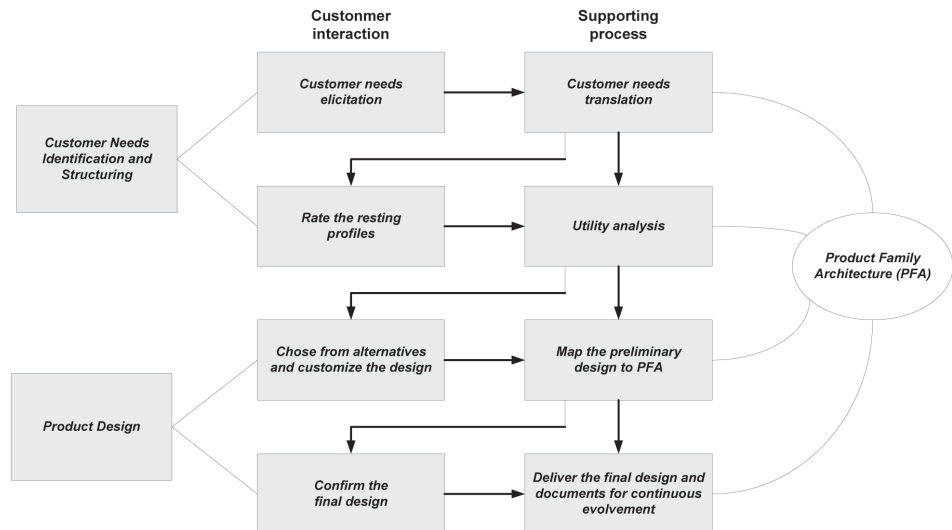 Custonmer
interaction
Supporting
process
Customer needs
elicitation
Customer needs
translation
Customer Needs
Identification and
Structuring
Rate the resting
profiles
Utility analysis
Product Family
Architecture (PFA)
Chose from alternatives
and customize the design
Map the preliminary
design to PFA
Product Design
Confirm the
final design
Deliver the final design and
documents for continuous
evolvement